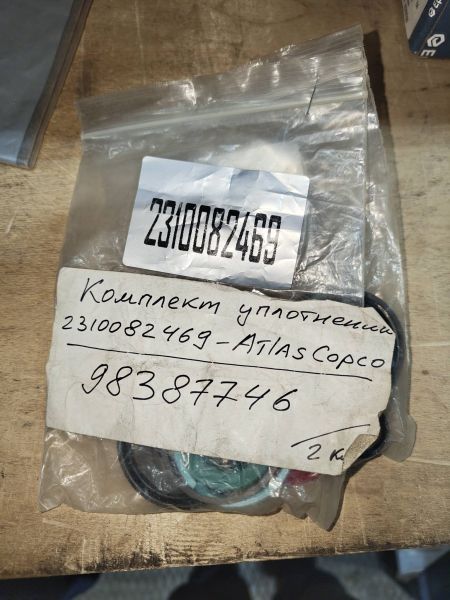 2310082469
Комплект уплотнений
2310082469-Atlas Copco
98387746
2 к